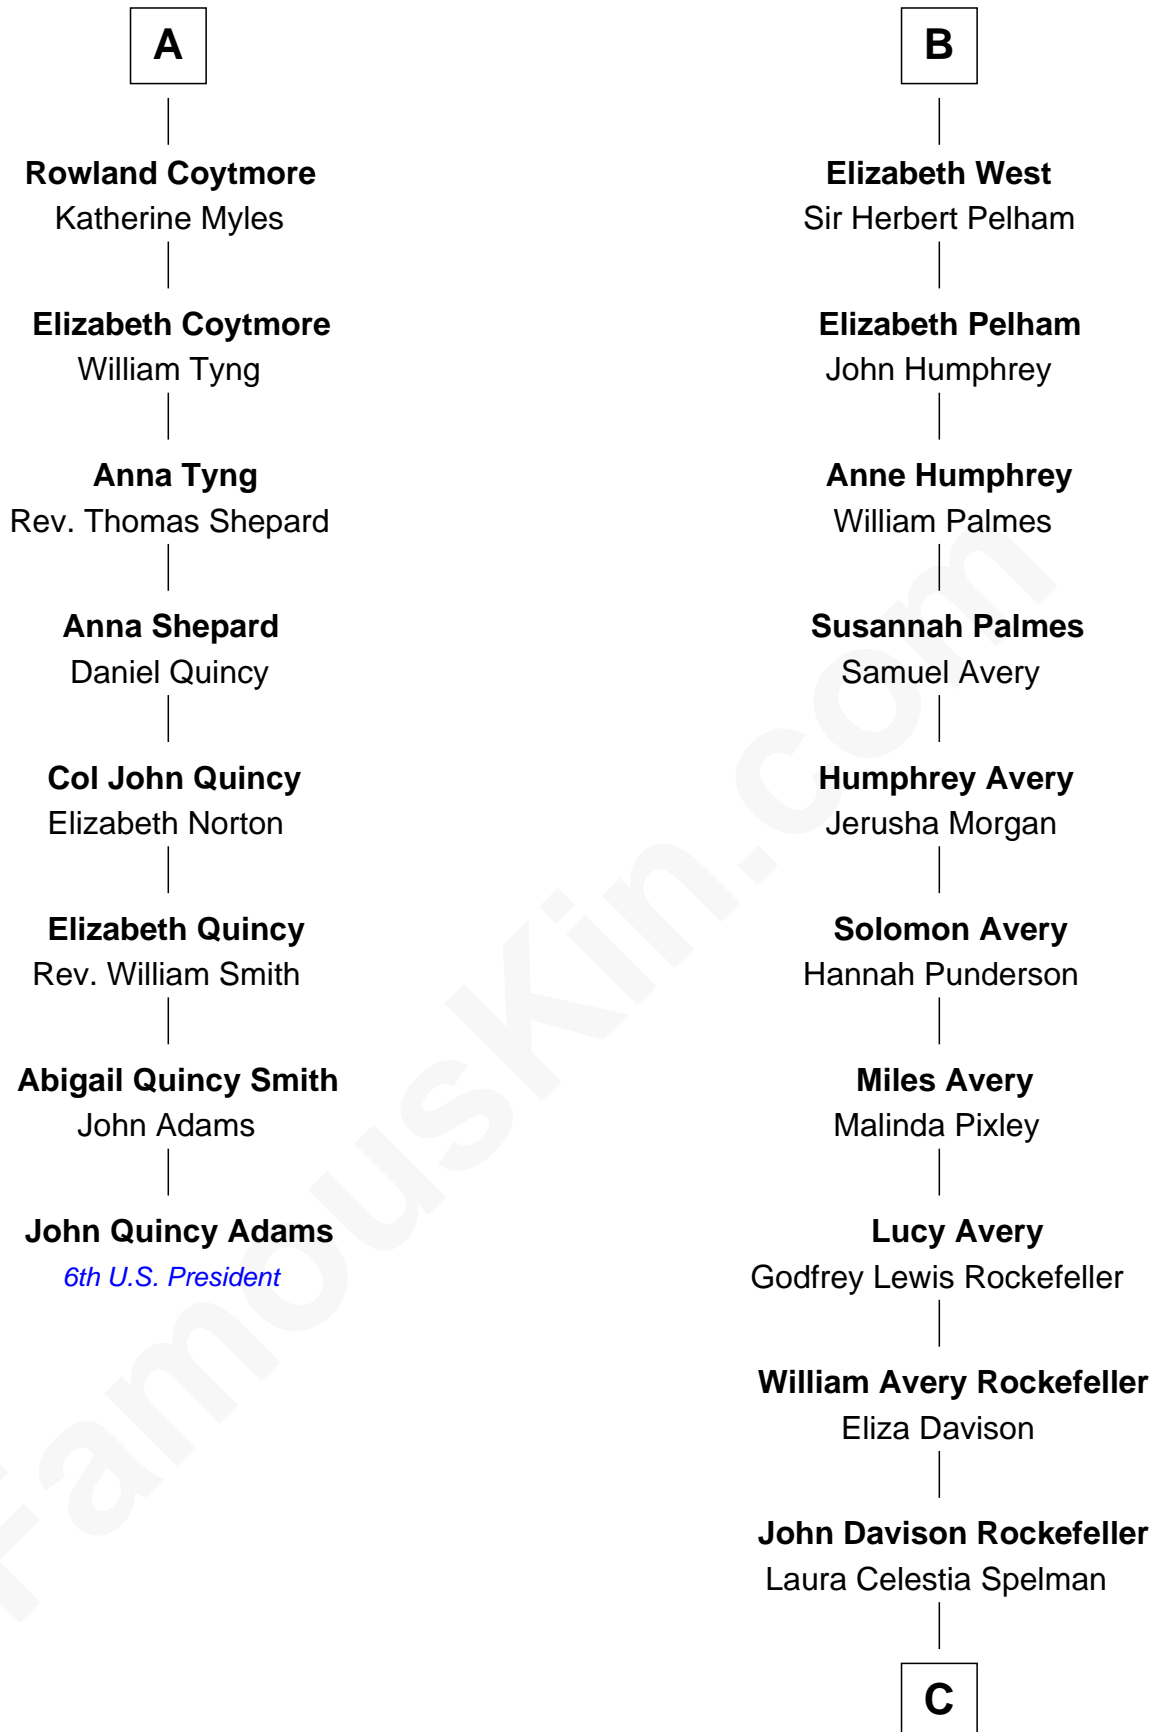 A
Rowland Coytmore
Katherine Myles
Elizabeth Coytmore
William Tyng
Anna Tyng
Rev. Thomas Shepard
Anna Shepard
Daniel Quincy
Col John Quincy
Elizabeth Norton
Elizabeth Quincy
Rev. William Smith
Abigail Quincy Smith
John Adams
John Quincy Adams
6th U.S. President
B
Elizabeth West
Sir Herbert Pelham
Elizabeth Pelham
John Humphrey
Anne Humphrey
William Palmes
Susannah Palmes
Samuel Avery
Humphrey Avery
Jerusha Morgan
Solomon Avery
Hannah Punderson
Miles Avery
Malinda Pixley
Lucy Avery
Godfrey Lewis Rockefeller
William Avery Rockefeller
Eliza Davison
John Davison Rockefeller
Laura Celestia Spelman
C
FamousKin.com